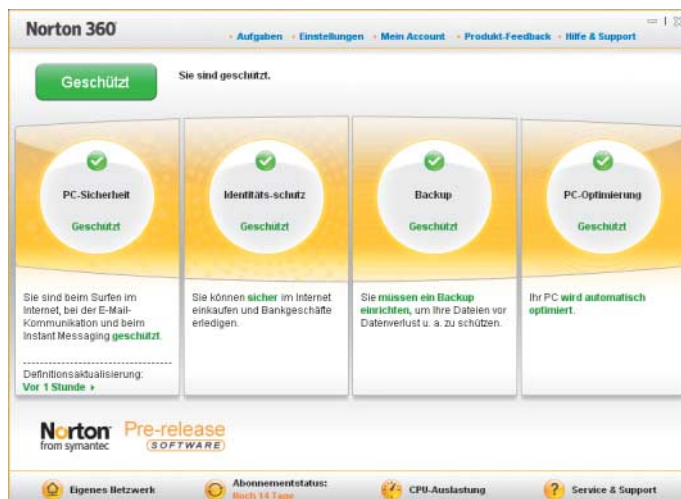 Norton 360
Aufgaben
Einstellungen
Mein Account
Produkt-Feedback
Hilfe & Support
Geschützt
Sie sind geschützt.
PC-Sicherheit
Geschützt
Sie sind beim Surfen im
Internet, bei der E-Mail-
Kommunikation und beim
Instant Messaging geschützt.
Definitionsaktualisierung:
Vor 1 Stunde
Identitäts-schutz
Geschützt
Sie können sicher im Internet
einkaufen und Bankgeschäfte
erledigen.
Backup
Geschützt
Sie müssen ein Backup
einrichten, um Ihre Dateien vor
Datenverlust u. a. zu schützen.
PC-Optimierung
Geschützt
Ihr PC wird automatisch
optimiert.
Norton
from symantec
Pre-release
SOFTWARE
Eigenes Netzwerk
Abonnementstatus:
Noch 14 Tage
CPU-Auslastung
Service & Support